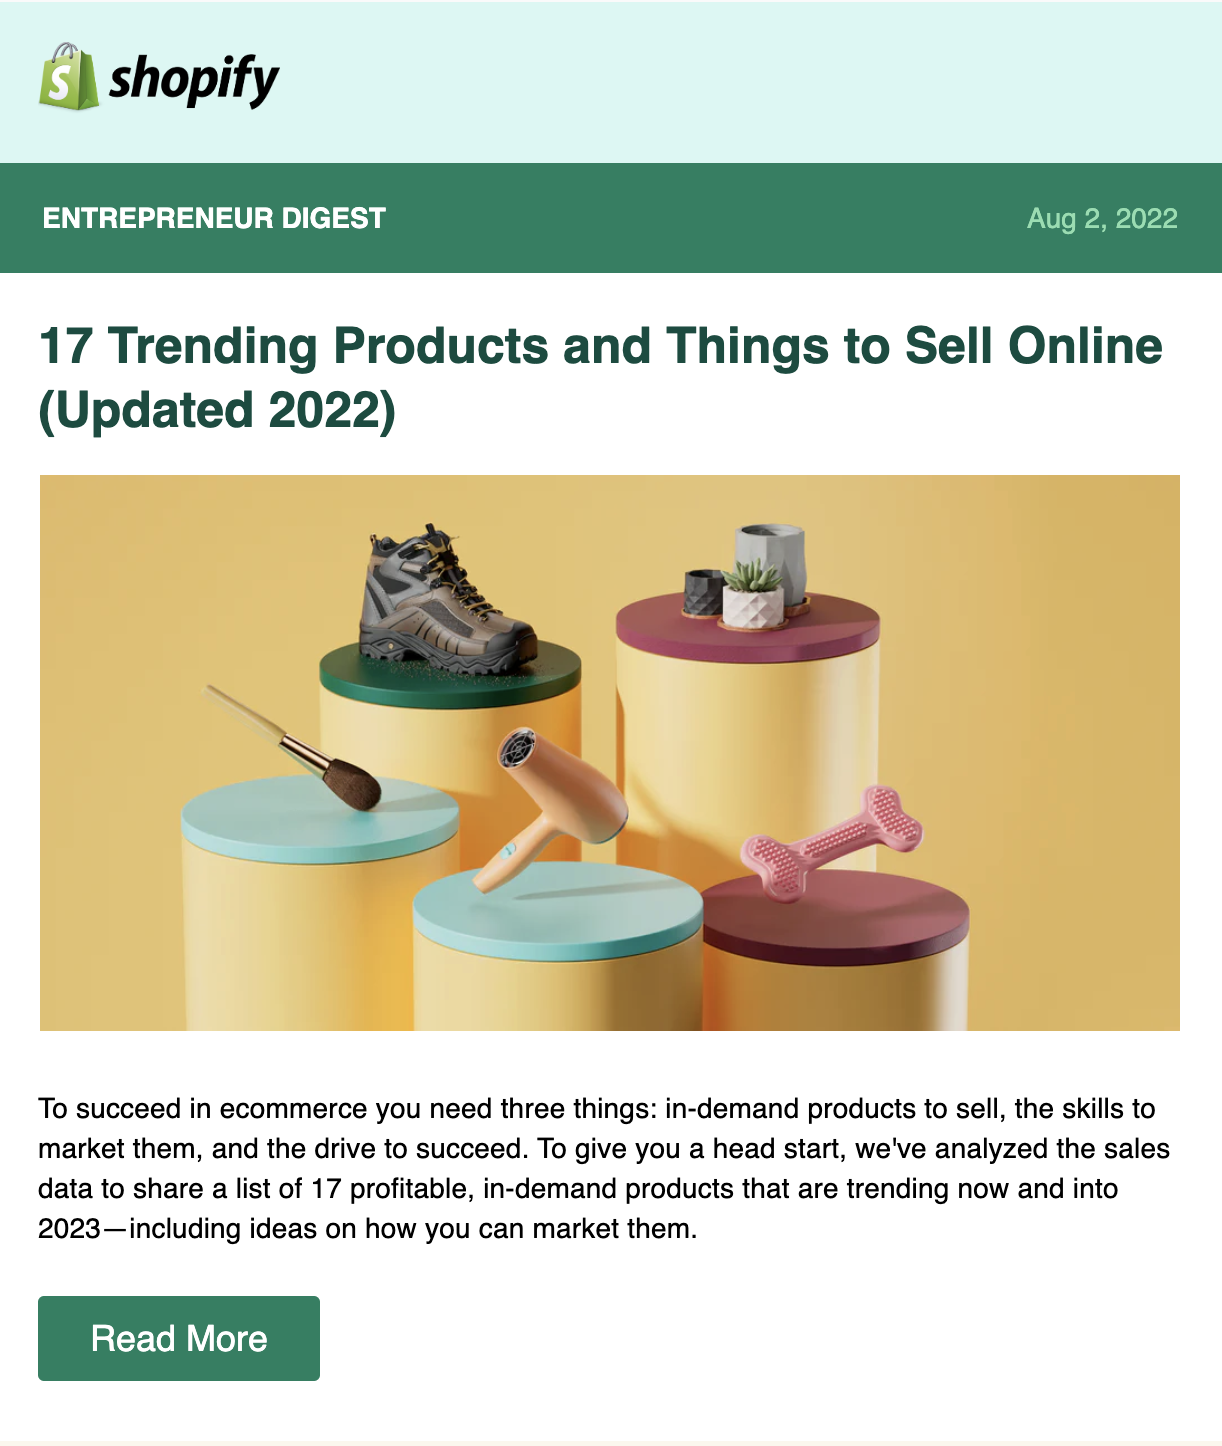 shopify
ENTREPRENEUR DIGEST
Aug 2, 2022
17 Trending Products and Things to Sell Online
(Updated 2022)
To succeed in ecommerce you need three things: in-demand products to sell, the skills to
market them, and the drive to succeed. To give you a head start, we've analyzed the sales
data to share a list of 17 profitable, in-demand products that are trending now and into
2023—including ideas on how you can market them.
Read More